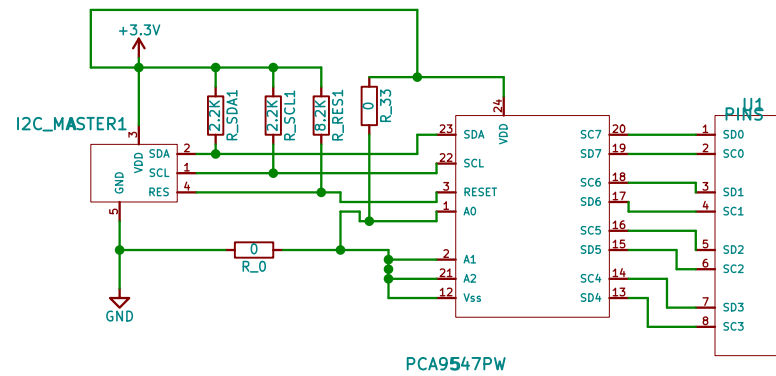 +3.3V
I2C_MASTER1
3
VDD
SDA
2
SCL
1
RES
4
GND
5
2.2K
R_SDA1
2.2K
R_SCL1
8.2K
R_RES1
0
R_33
0
R_0
GND
24
VDD
23
SDA
22
SCL
3
RESET
1
A0
2
A1
21
A2
12
Vss
SC7
20
SD7
19
SC6
18
SD6
17
SC5
16
SD5
15
SC4
14
SD4
13
PCA9547PW
U1
PINS
1
SD0
2
SC0
3
SD1
4
SC1
5
SD2
6
SC2
7
SD3
8
SC3